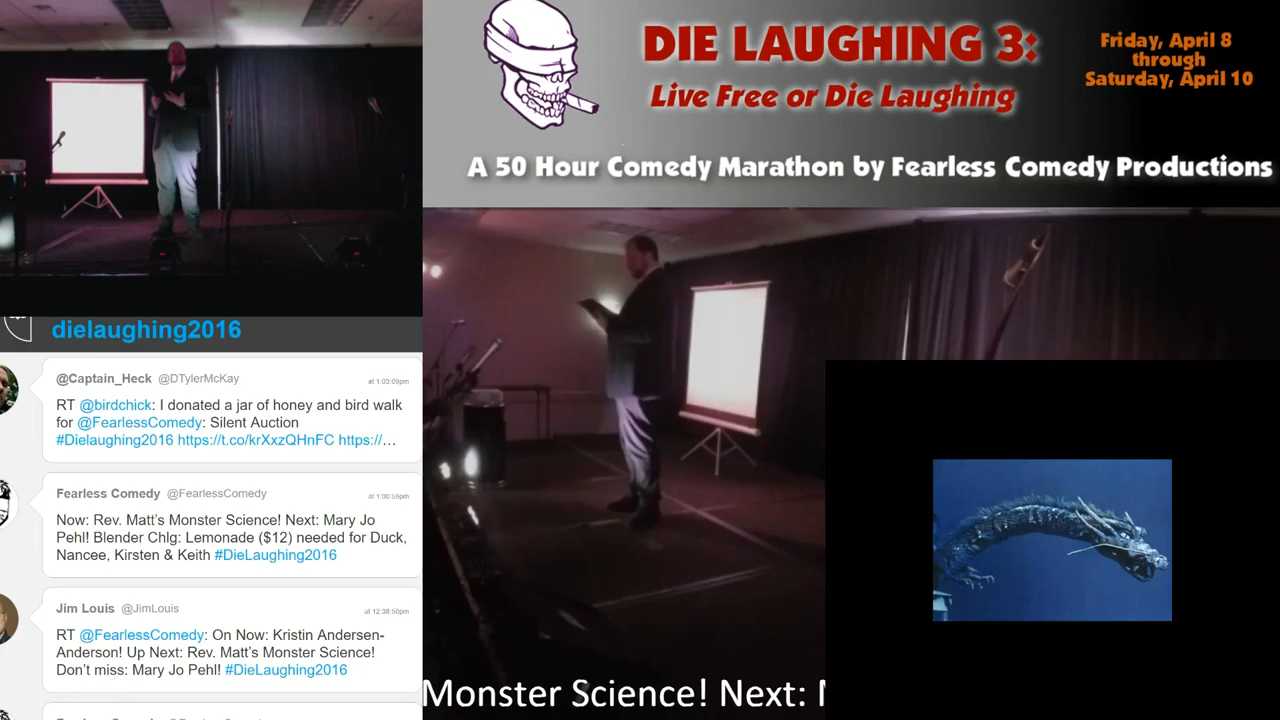 DIE LAUGHING 3:
Live Free or Die Laughing
Friday, April 8
through
Saturday, April 10
A 50 Hour Comedy Marathon by Fearless Comedy Productions
dielaughing2016
@Captain_Heck @DTylerMcKay at 1:03:09pm
RT @birdchick: I donated a jar of honey and bird walk
for @FearlessComedy: Silent Auction
#Dielaughing2016 https://t.co/krXxzQHnFC https://…
Fearless Comedy @FearlessComedy
Now: Rev. Matt's Monster Science! Next: Mary Jo
Pehl! Blender Chlg: Lemonade ($12) needed for Duck,
Nancee, Kirsten & Keith #DieLaughing2016
Jim Louis @JimLouis
RT @FearlessComedy: On Now: Kristin Andersen-
Anderson! Up Next: Rev. Matt's Monster Science!
Don't miss: Mary Jo Pehl! #DieLaughing2016
Monster Science! Next: